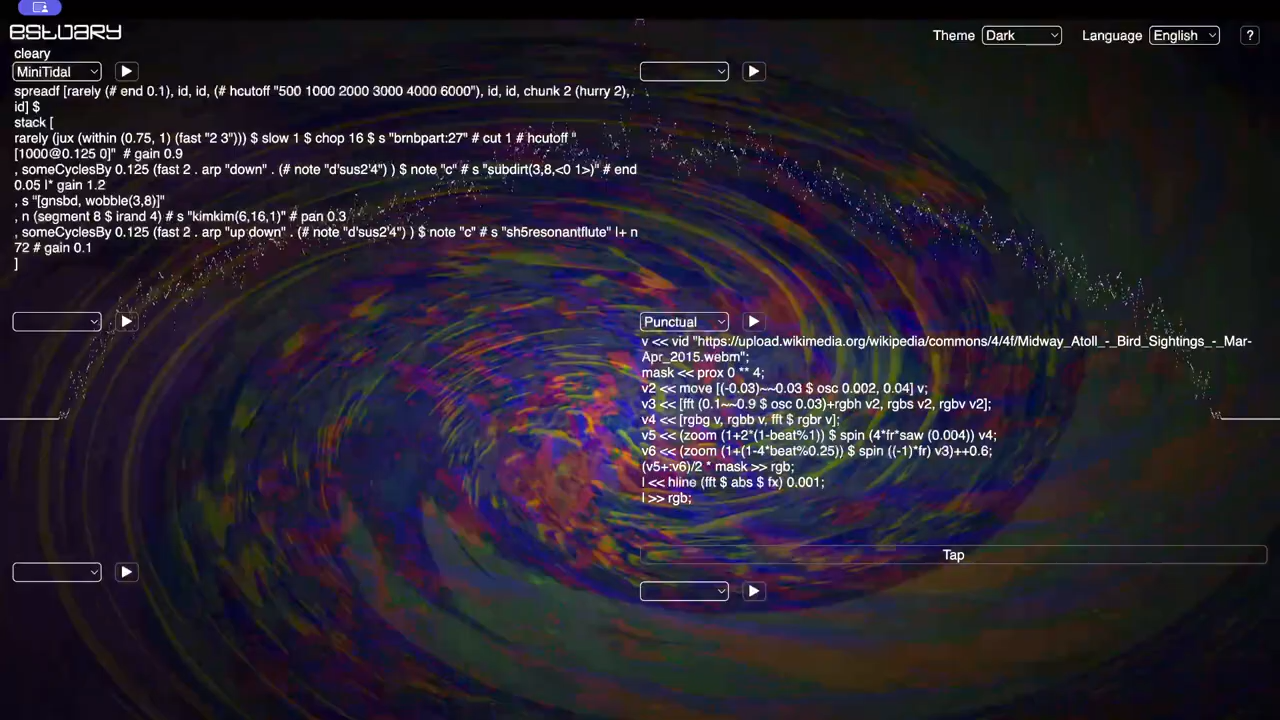 estuary
Theme Dark Language English ?
cleary
MiniTidal
spreadf [rarely (# end 0.1), id, id, (# hcutoff "500 1000 2000 3000 4000 6000"), id, id, chunk 2 (hurry 2),
id] $
stack [
rarely (jux (within (0.75, 1) (fast "2 3"))) $ slow 1 $ chop 16 $ s "brnbpart:27" # cut 1 # hcutoff "
[1000@0.125 0]"  # gain 0.9
, someCyclesBy 0.125 (fast 2 . arp "down" . (# note "d'sus2'4") ) $ note "c" # s "subdirt(3,8,<0 1>)" # end
0.05 |* gain 1.2
, s "[gnsbd, wobble(3,8)]"
, n (segment 8 $ irand 4) # s "kimkim(6,16,1)" # pan 0.3
, someCyclesBy 0.125 (fast 2 . arp "up down" . (# note "d'sus2'4") ) $ note "c" # s "sh5resonantflute" |+ n
72 # gain 0.1
]
Punctual
v << vid "https://upload.wikimedia.org/wikipedia/commons/4/4f/Midway_Atoll_-_Bird_Sightings_-_Mar-
Apr_2015.webm";
mask << prox 0 ** 4;
v2 << move [(-0.03)~~0.03 $ osc 0.002, 0.04] v;
v3 << [fft (0.1~~0.9 $ osc 0.03)+rgbh v2, rgbs v2, rgbv v2];
v4 << [rgbg v, rgbb v, fft $ rgbr v];
v5 << (zoom (1+2*(1-beat%1)) $ spin (4*fr*saw (0.004)) v4;
v6 << (zoom (1+(1-4*beat%0.25)) $ spin ((-1)*fr) v3)++0.6;
(v5+:v6)/2 * mask >> rgb;
l << hline (fft $ abs $ fx) 0.001;
l >> rgb;
Tap